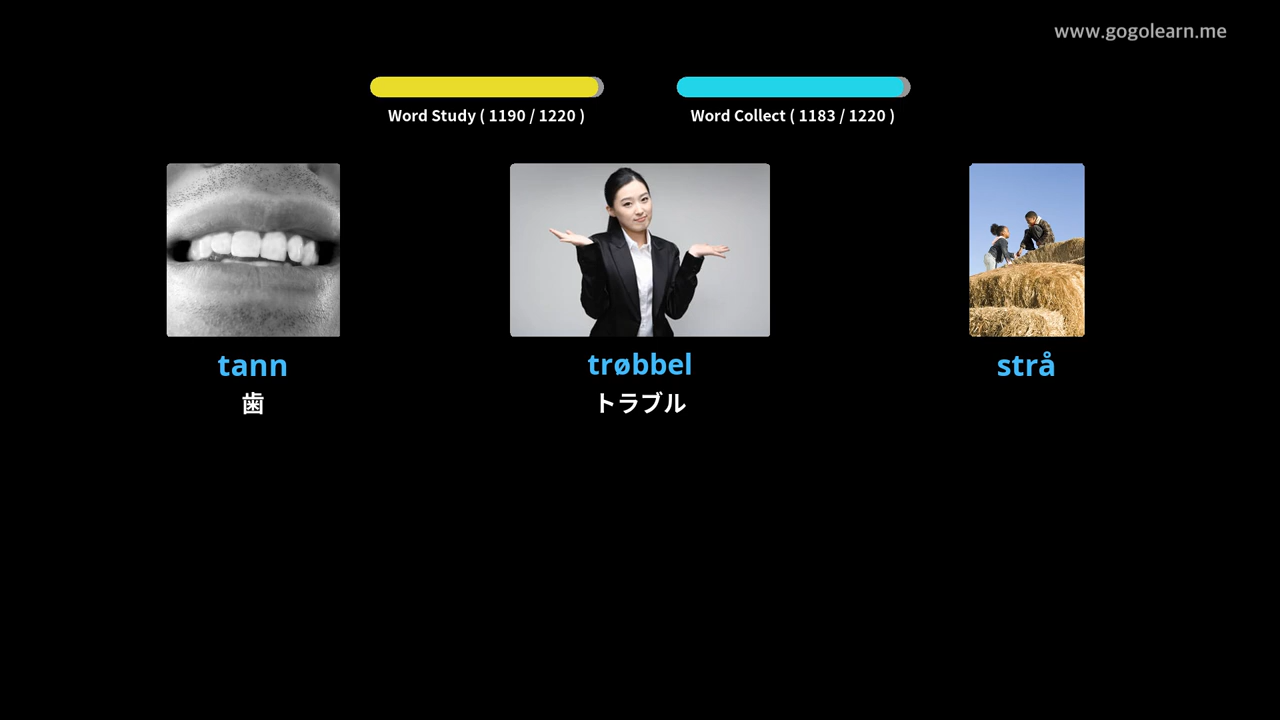 www.gogolearn.me
Word Study ( 1190 / 1220 )
Word Collect ( 1183 / 1220 )
tann
歯
trøbbel
トラブル
strå